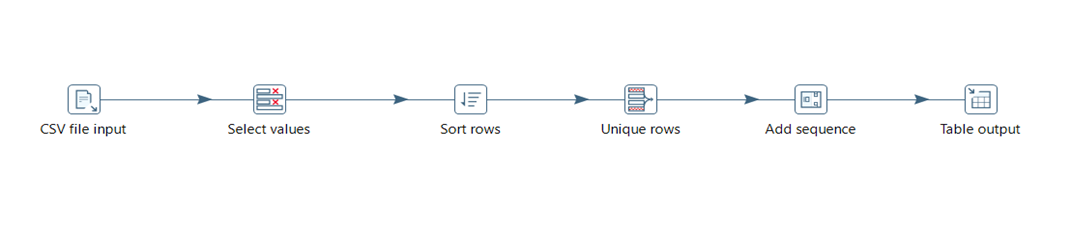 CSV file input
Select values
Sort rows
Unique rows
Add sequence
Table output